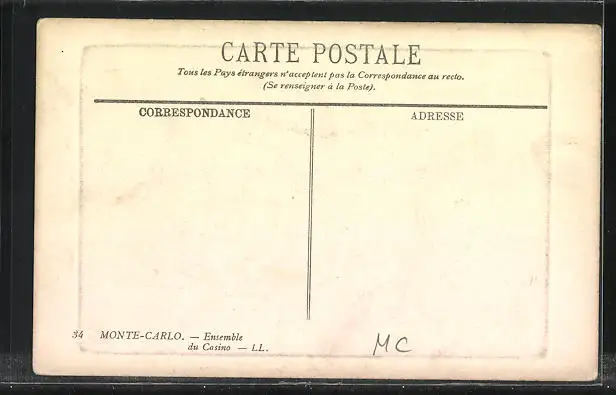 CARTE POSTALE
Tous les Pays étrangers n'acceptent pas la Correspondance au recto.
(Se renseigner à la Poste).
CORRESPONDANCE
ADRESSE
34 MONTE-CARLO. — Ensemble
du Casino — LL.
MC